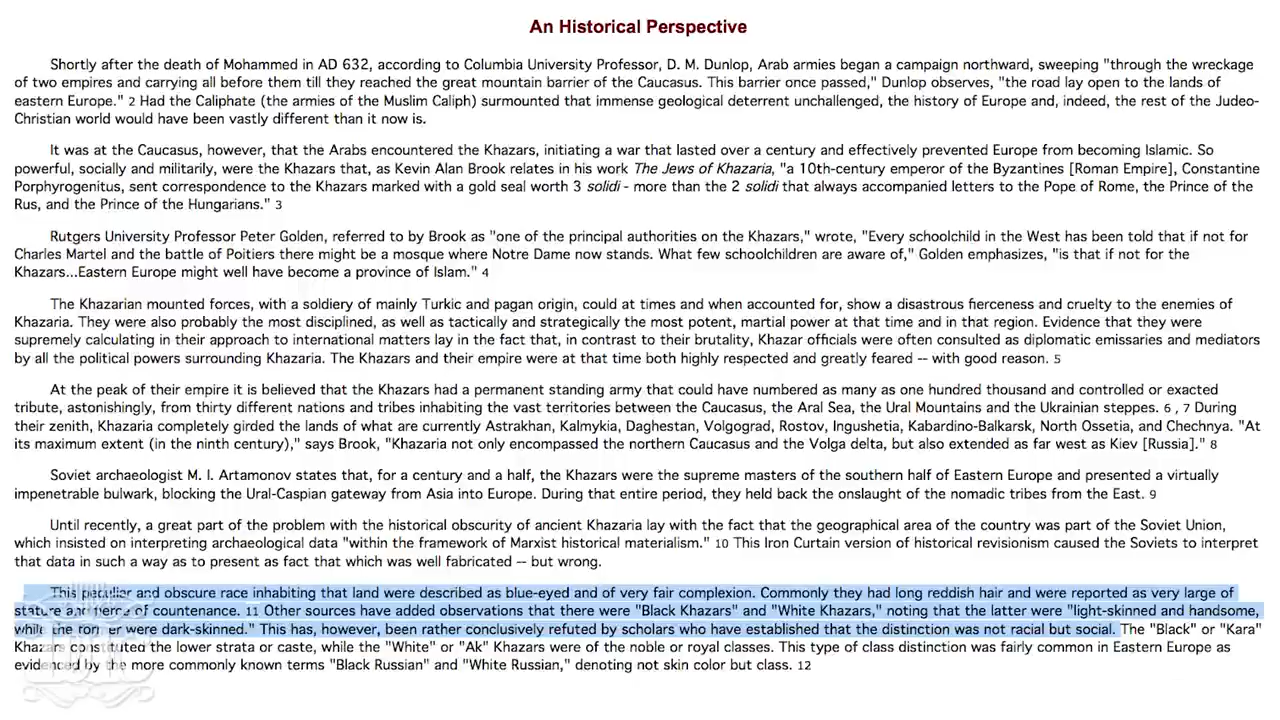 An Historical Perspective
Shortly after the death of Mohammed in AD 632, according to Columbia University Professor, D. M. Dunlop, Arab armies began a campaign northward, sweeping "through the wreckage
of two empires and carrying all before them till they reached the great mountain barrier of the Caucasus. This barrier once passed," Dunlop observes, "the road lay open to the lands of
eastern Europe." 2 Had the Caliphate (the armies of the Muslim Caliph) surmounted that immense geological deterrent unchallenged, the history of Europe and, indeed, the rest of the Judeo-
Christian world would have been vastly different than it now is.
It was at the Caucasus, however, that the Arabs encountered the Khazars, initiating a war that lasted over a century and effectively prevented Europe from becoming Islamic. So
powerful, socially and militarily, were the Khazars that, as Kevin Alan Brook relates in his work The Jews of Khazaria, "a 10th-century emperor of the Byzantines [Roman Empire], Constantine
Porphyrogenitus, sent correspondence to the Khazars marked with a gold seal worth 3 solidi - more than the 2 solidi that always accompanied letters to the Pope of Rome, the Prince of the
Rus, and the Prince of the Hungarians." 3
Rutgers University Professor Peter Golden, referred to by Brook as "one of the principal authorities on the Khazars," wrote, "Every schoolchild in the West has been told that if not for
Charles Martel and the battle of Poitiers there might be a mosque where Notre Dame now stands. What few schoolchildren are aware of," Golden emphasizes, "is that if not for the
Khazars...Eastern Europe might well have become a province of Islam." 4
The Khazarian mounted forces, with a soldiery of mainly Turkic and pagan origin, could at times and when accounted for, show a disastrous fierceness and cruelty to the enemies of
Khazaria. They were also probably the most disciplined, as well as tactically and strategically the most potent, martial power at that time and in that region. Evidence that they were
supremely calculating in their approach to international matters lay in the fact that, in contrast to their brutality, Khazar officials were often consulted as diplomatic emissaries and mediators
by all the political powers surrounding Khazaria. The Khazars and their empire were at that time both highly respected and greatly feared -- with good reason. 5
At the peak of their empire it is believed that the Khazars had a permanent standing army that could have numbered as many as one hundred thousand and controlled or exacted
tribute, astonishingly, from thirty different nations and tribes inhabiting the vast territories between the Caucasus, the Aral Sea, the Ural Mountains and the Ukrainian steppes. 6 , 7 During
their zenith, Khazaria completely girded the lands of what are currently Astrakhan, Kalmykia, Daghestan, Volgograd, Rostov, Ingushetia, Kabardino-Balkarsk, North Ossetia, and Chechnya. "At
its maximum extent (in the ninth century)," says Brook, "Khazaria not only encompassed the northern Caucasus and the Volga delta, but also extended as far west as Kiev [Russia]." 8
Soviet archaeologist M. I. Artamonov states that, for a century and a half, the Khazars were the supreme masters of the southern half of Eastern Europe and presented a virtually
impenetrable bulwark, blocking the Ural-Caspian gateway from Asia into Europe. During that entire period, they held back the onslaught of the nomadic tribes from the East. 9
Until recently, a great part of the problem with the historical obscurity of ancient Khazaria lay with the fact that the geographical area of the country was part of the Soviet Union,
which insisted on interpreting archaeological data "within the framework of Marxist historical materialism." 10 This Iron Curtain version of historical revisionism caused the Soviets to interpret
that data in such a way as to present as fact that which was well fabricated -- but wrong.
This peculiar and obscure race inhabiting that land were described as blue-eyed and of very fair complexion. Commonly they had long reddish hair and were reported as very large of
stature and fierce of countenance. 11 Other sources have added observations that there were "Black Khazars" and "White Khazars," noting that the latter were "light-skinned and handsome,
while the former were dark-skinned." This has, however, been rather conclusively refuted by scholars who have established that the distinction was not racial but social. The "Black" or "Kara"
Khazars constituted the lower strata or caste, while the "White" or "Ak" Khazars were of the noble or royal classes. This type of class distinction was fairly common in Eastern Europe as
evidenced by the more commonly known terms "Black Russian" and "White Russian," denoting not skin color but class. 12